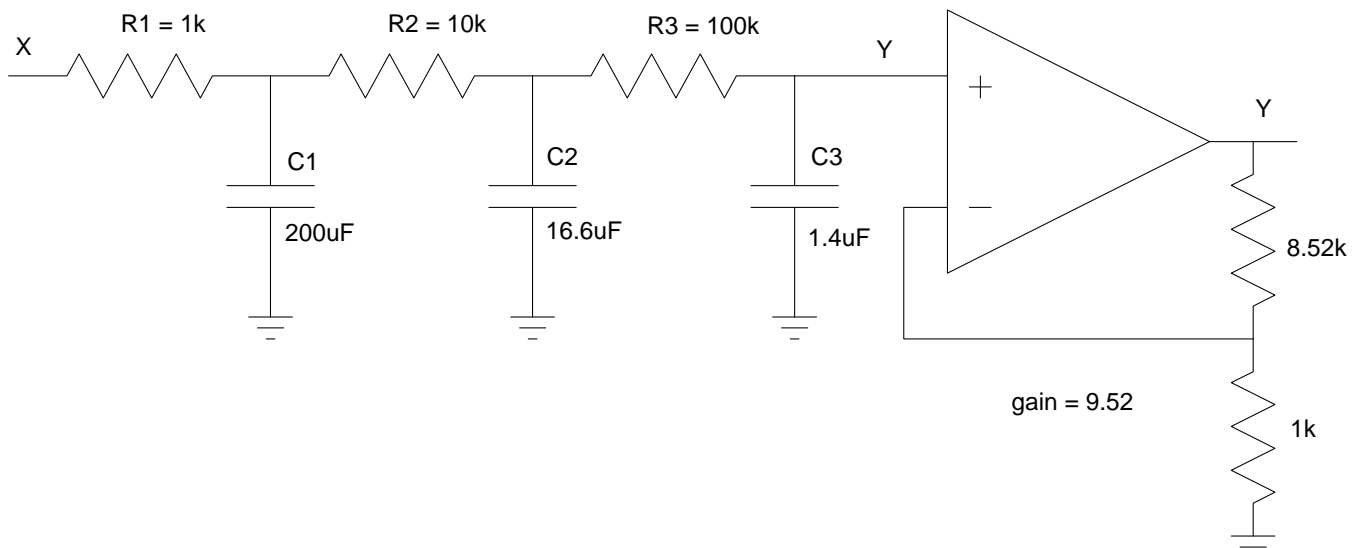 R1 = 1k
R2 = 10k
R3 = 100k
X
Y
+
Y
C1
C2
C3
−
200uF
16.6uF
1.4uF
8.52k
gain = 9.52
1k